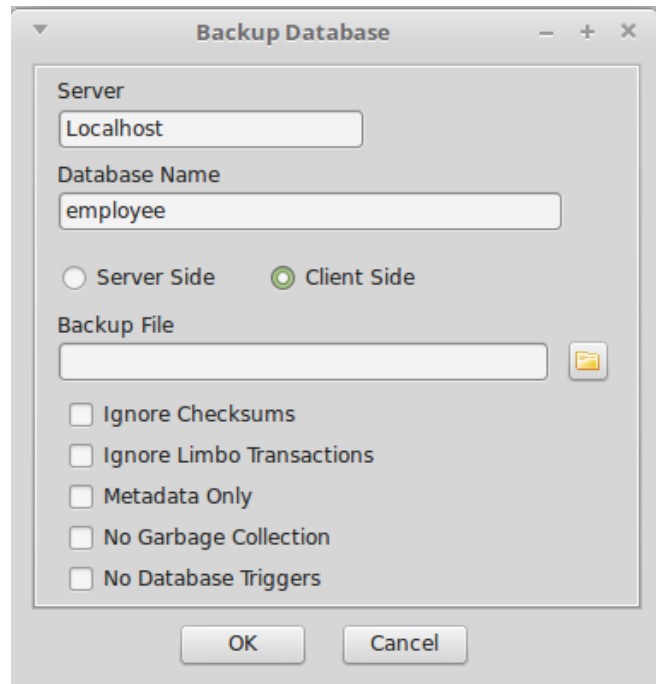 Backup Database
Server
Localhost
Database Name
employee
Server Side Client Side
Backup File
Ignore Checksums
Ignore Limbo Transactions
Metadata Only
No Garbage Collection
No Database Triggers
OK Cancel